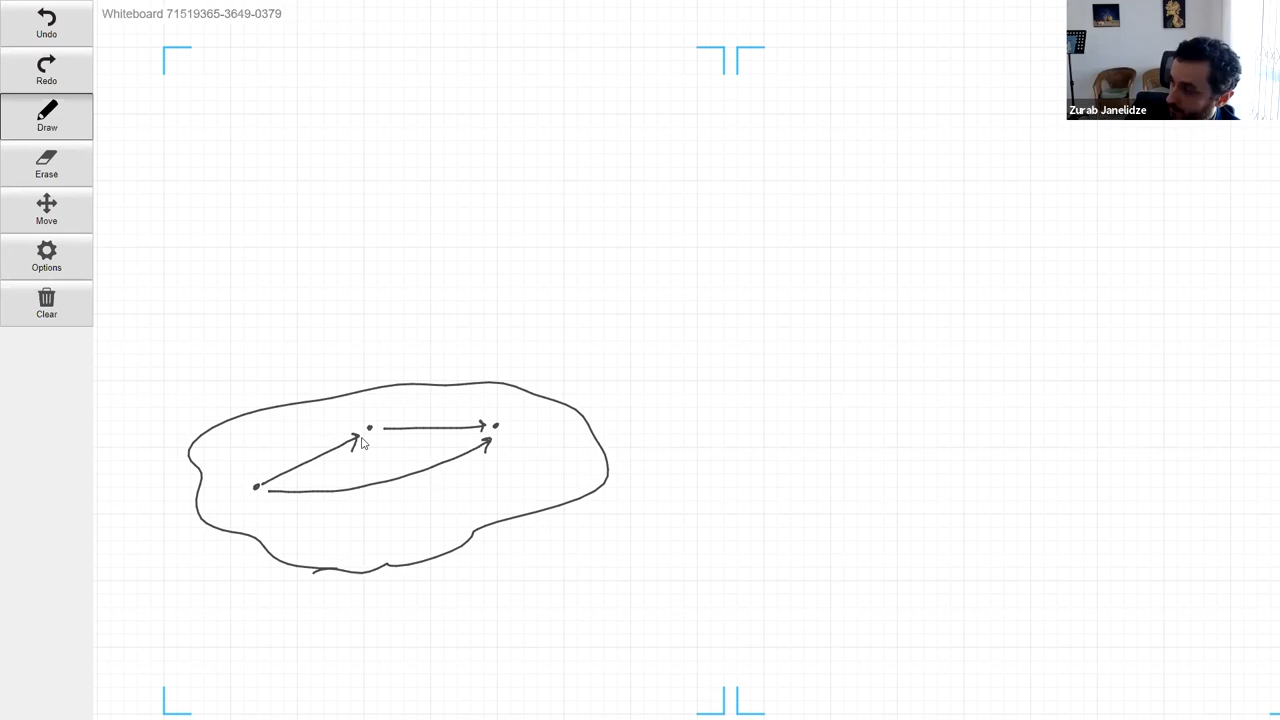 Whiteboard 71519365-3649-0379
Undo
Redo
Draw
Erase
Move
Options
Clear
Zurab Janelidze